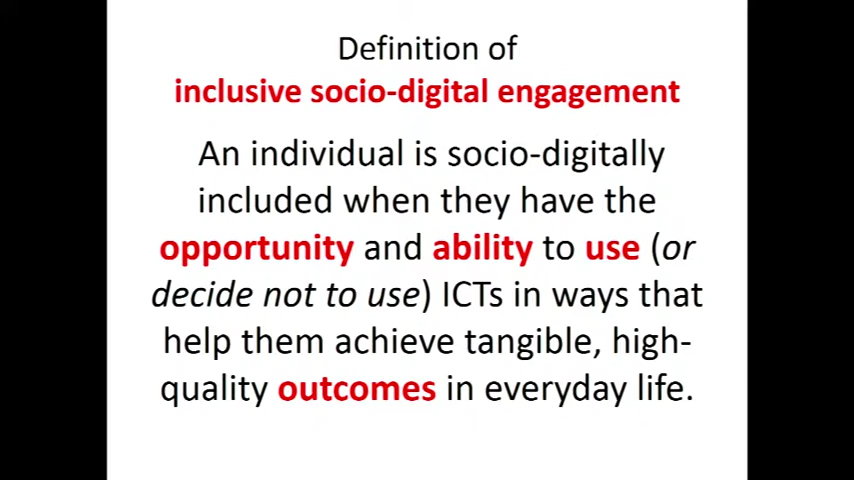 Definition of
inclusive socio-digital engagement
An individual is socio-digitally
included when they have the
opportunity and ability to use (or
decide not to use) ICTs in ways that
help them achieve tangible, high-
quality outcomes in everyday life.